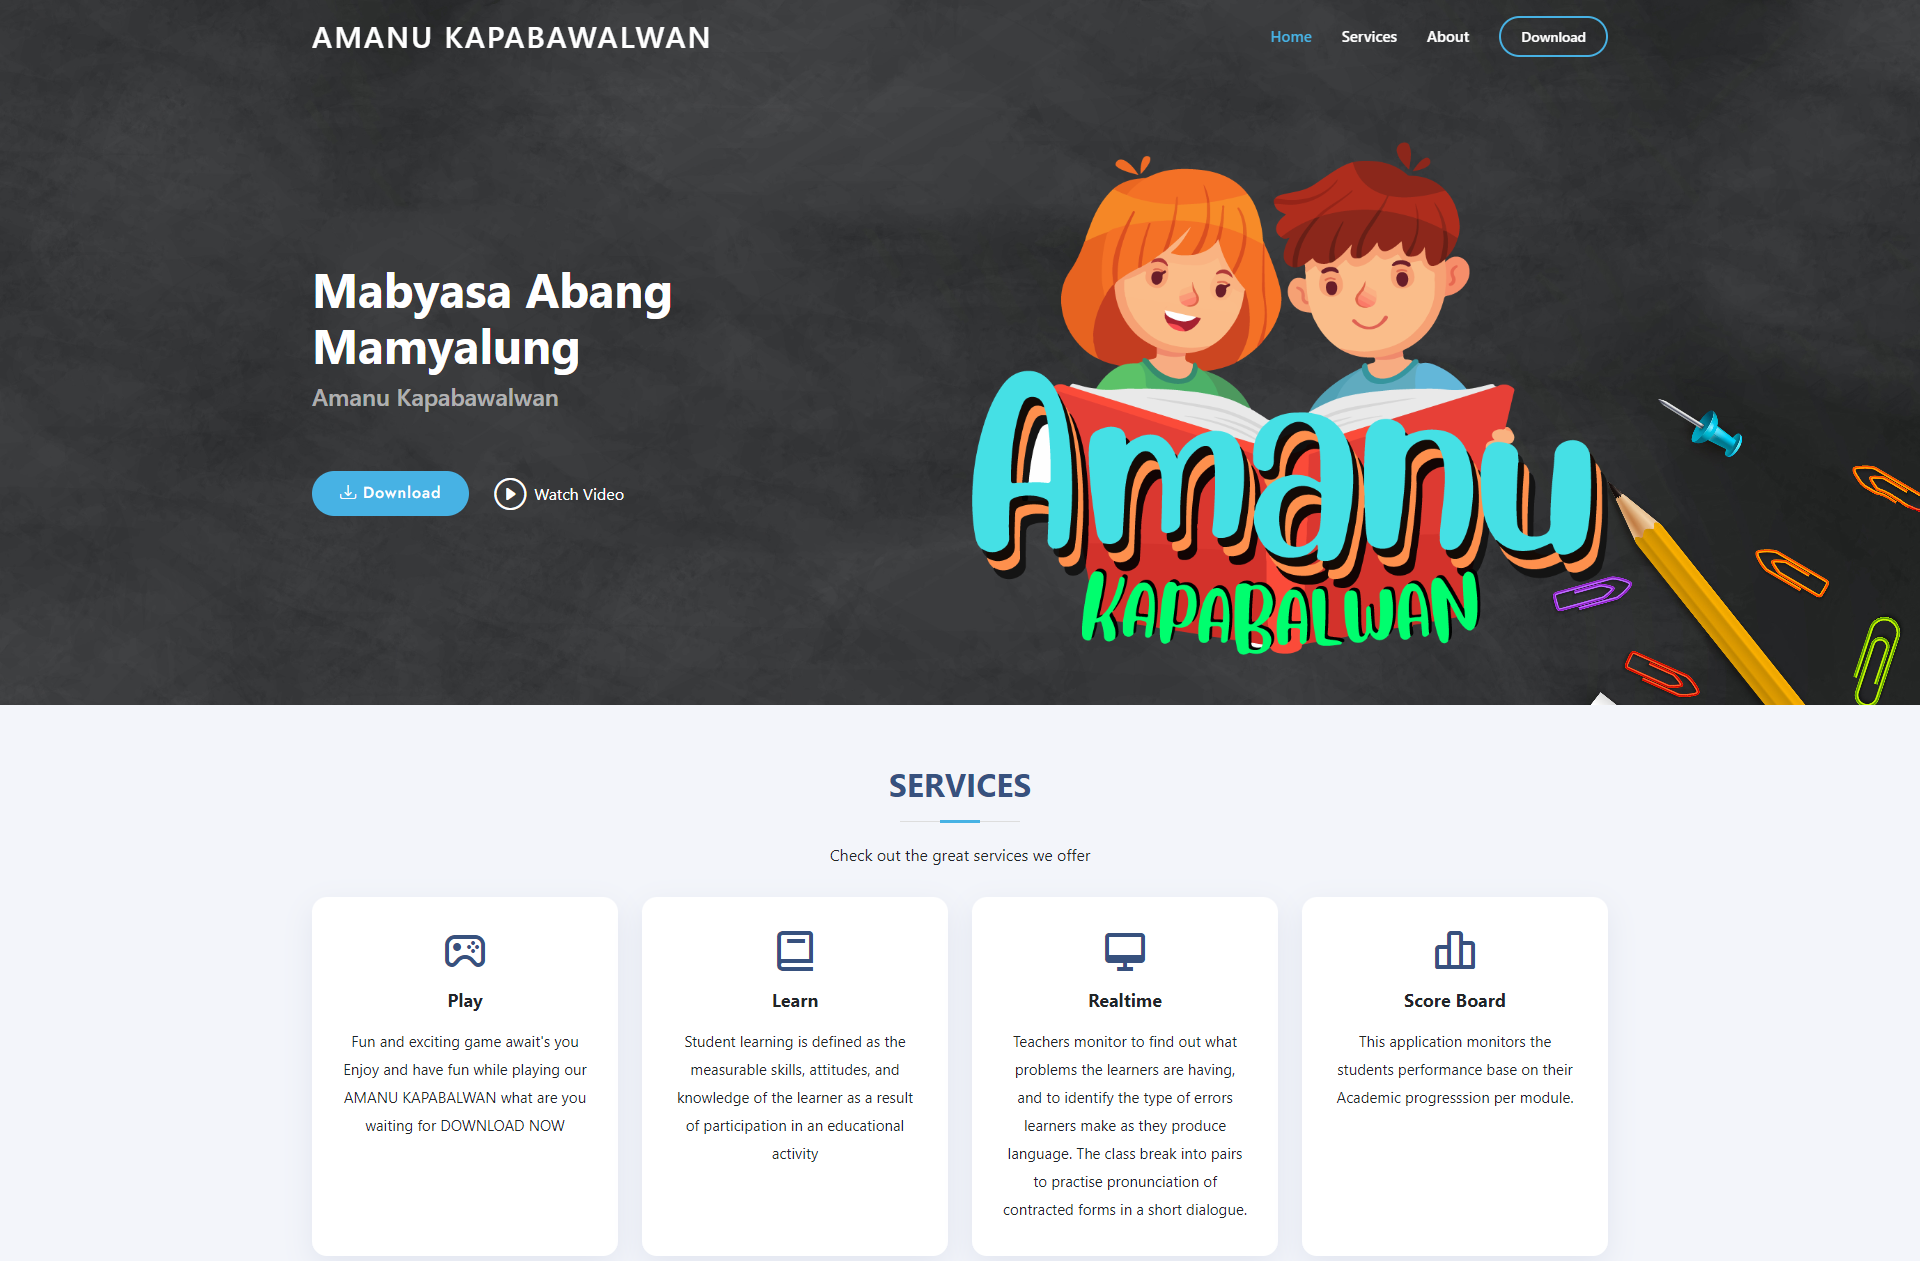 AMANU KAPABAWALWAN
Home
Services
About
Download
Mabyasa Abang
Mamyalung
Amanu Kapabawalwan
Download
Watch Video
Amanu
KAPABALWAN
SERVICES
Check out the great services we offer
Play
Fun and exciting game await's you
Enjoy and have fun while playing our
AMANU KAPABALWAN what are you
waiting for DOWNLOAD NOW
Learn
Student learning is defined as the
measurable skills, attitudes, and
knowledge of the learner as a result
of participation in an educational
activity
Realtime
Teachers monitor to find out what
problems the learners are having,
and to identify the type of errors
learners make as they produce
language. The class break into pairs
to practise pronunciation of
contracted forms in a short dialogue.
Score Board
This application monitors the
students performance base on their
Academic progresssion per module.